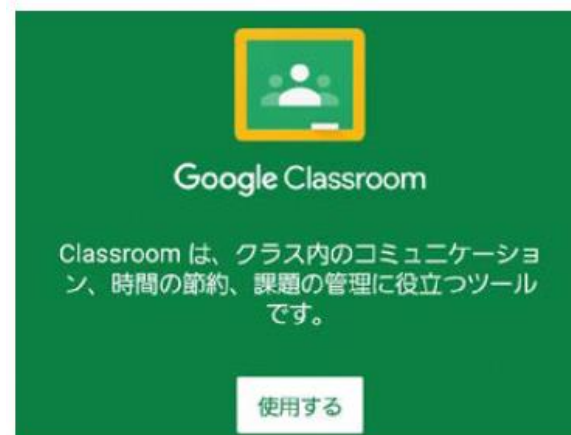 Google Classroom
Classroom は、クラス内のコミュニケーショ
ン、時間の節約、課題の管理に役立つツール
です。
使用する